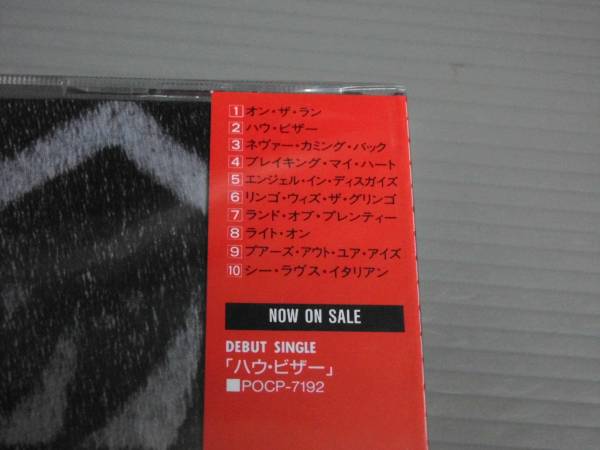 1 オン・ザ・ラン
2 ハウ・ビザー
3 ネヴァー・カミング・バック
4 ブレイキング・マイ・ハート
5 エンジェル・イン・ディスガイズ
6 リンゴ・ウィズ・ザ・グリンゴ
7 ランド・オブ・プレンティー
8 ライト・オン
9 プアーズ・アウト・ユア・アイズ
10 シー・ラヴス・イタリアン
NOW ON SALE
DEBUT SINGLE
「ハウ・ビザー」
■POCP-7192